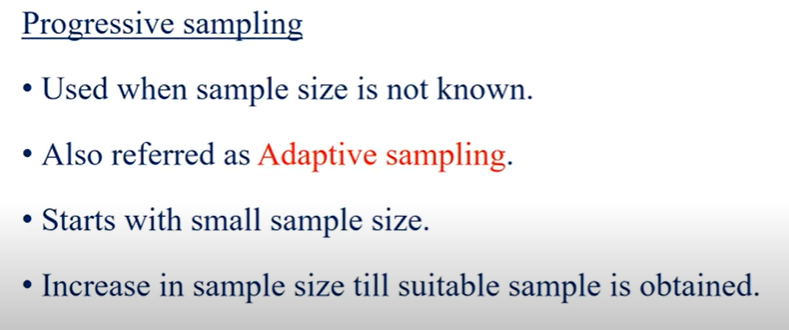 Progressive sampling
• Used when sample size is not known.
• Also referred as Adaptive sampling.
• Starts with small sample size.
• Increase in sample size till suitable sample is obtained.